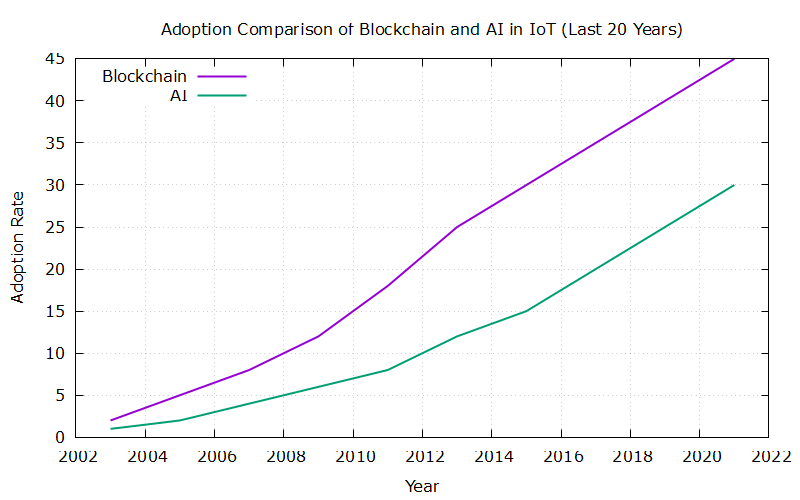 Adoption Comparison of Blockchain and AI in IoT (Last 20 Years)
45
Blockchain
AI
40
35
30
25
20
15
10
5
0
Adoption Rate
2002 2004 2006 2008 2010 2012 2014 2016 2018 2020 2022
Year